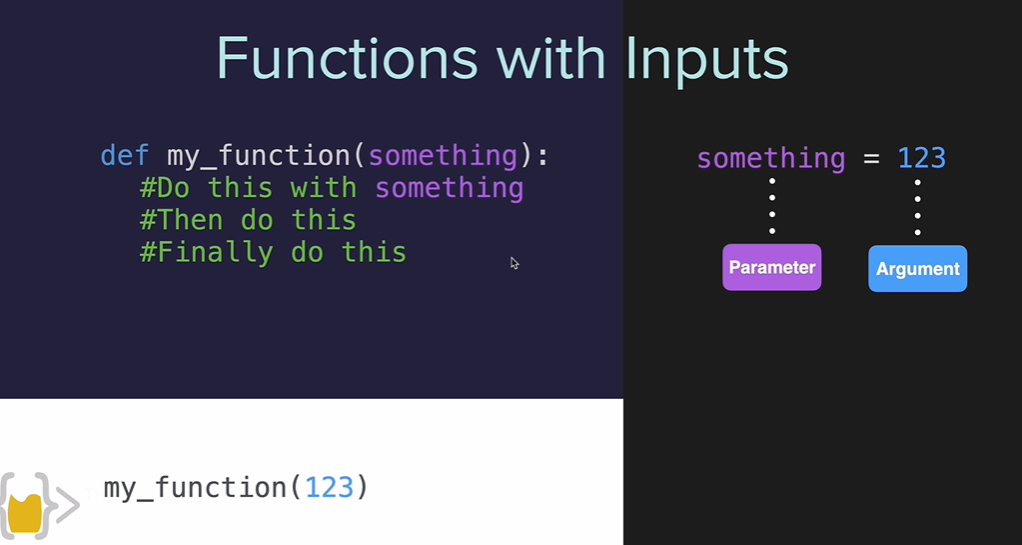 Functions with Inputs
def my_function(something):
#Do this with something
#Then do this
#Finally do this
something = 123
Parameter
Argument
my_function(123)